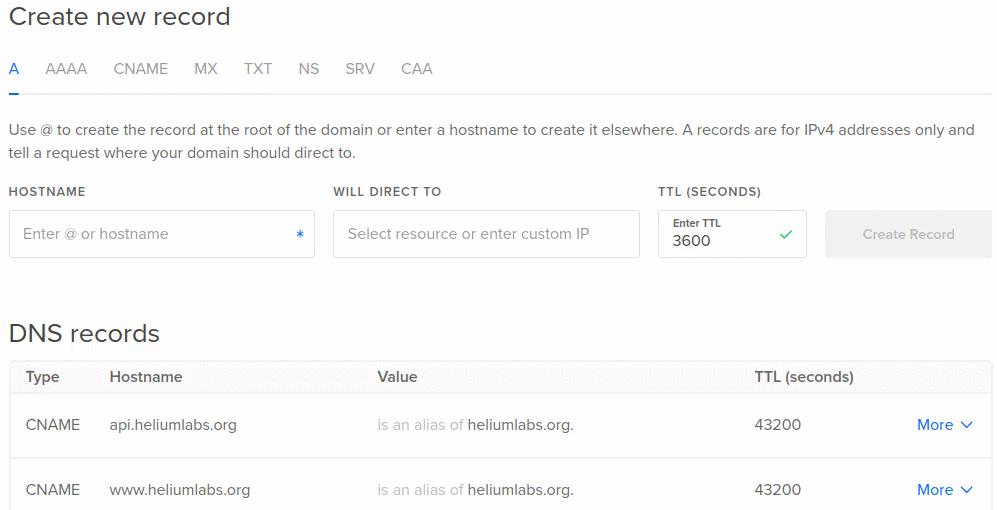 Create new record
A AAAA CNAME MX TXT NS SRV CAA
Use @ to create the record at the root of the domain or enter a hostname to create it elsewhere. A records are for IPv4 addresses only and
tell a request where your domain should direct to.
HOSTNAME WILL DIRECT TO TTL (SECONDS)
Enter @ or hostname * Select resource or enter custom IP Enter TTL
3600 Create Record
DNS records
Type Hostname Value TTL (seconds)
CNAME api.heliumlabs.org is an alias of heliumlabs.org. 43200 More
CNAME www.heliumlabs.org is an alias of heliumlabs.org. 43200 More